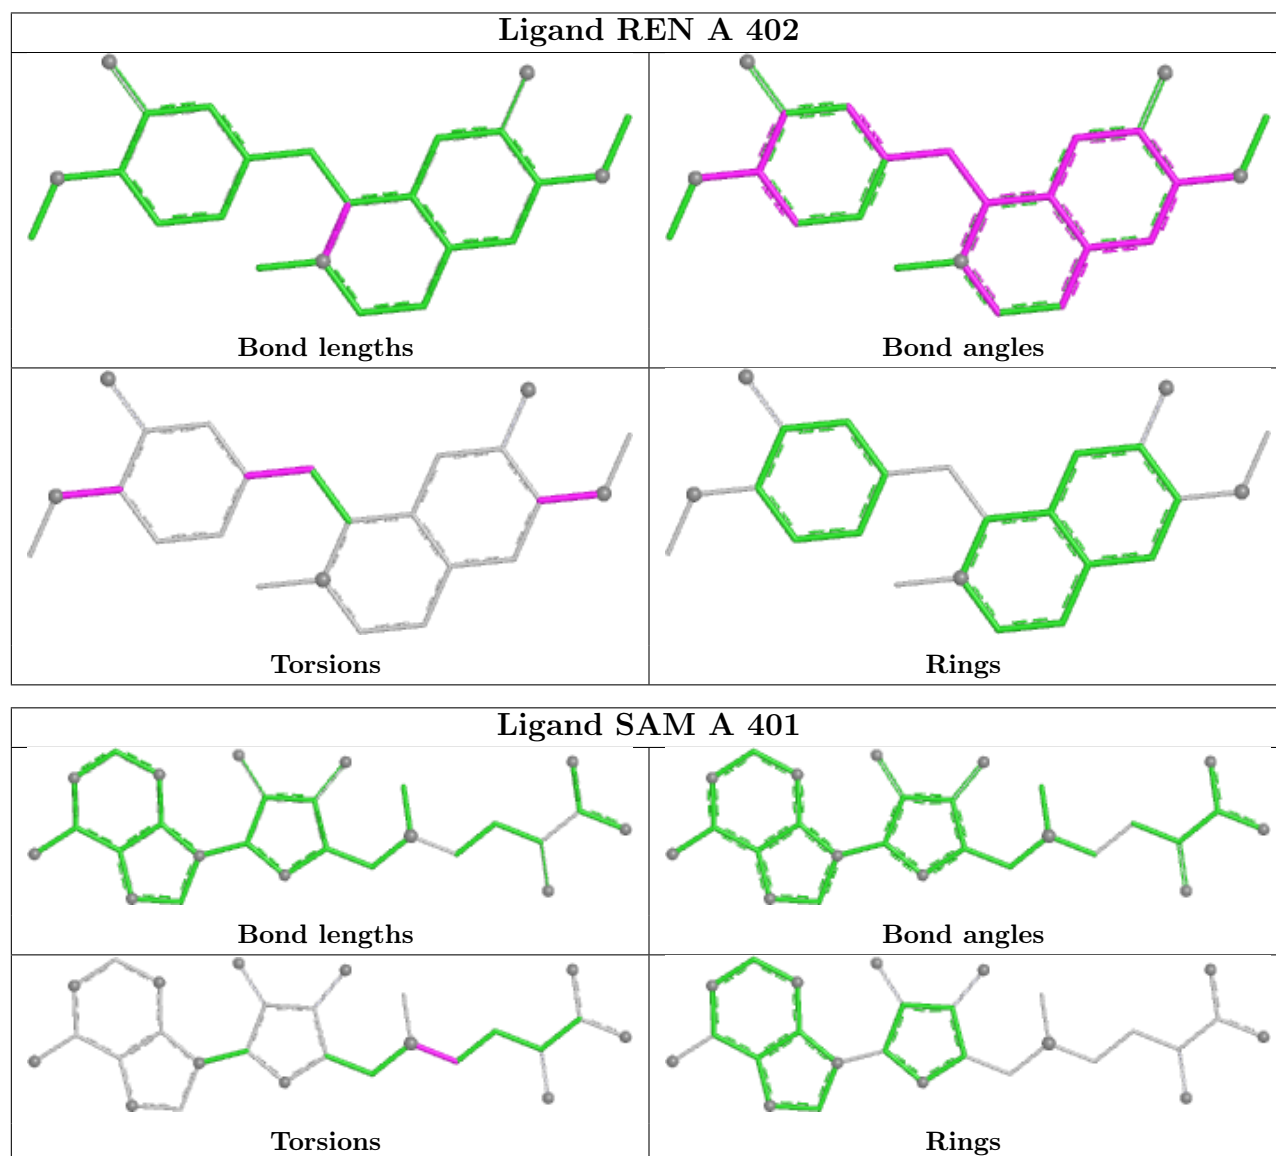 Ligand REN A 402
Bond lengths
Bond angles
Torsions
Rings
Ligand SAM A 401
Bond lengths
Bond angles
Torsions
Rings